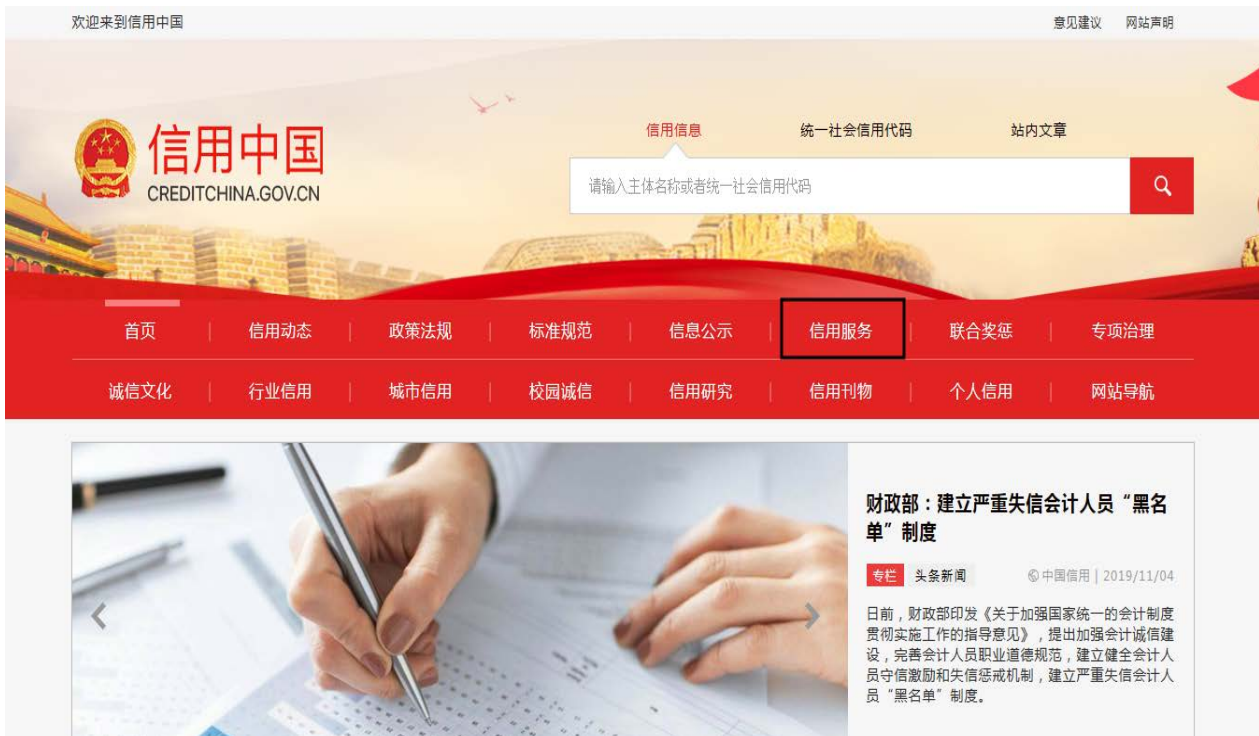 欢迎来到信用中国
意见建议 网站声明
信用中国
CREDITCHINA.GOV.CN
信用信息 统一社会信用代码 站内文章
请输入主体名称或者统一社会信用代码
首页 信用动态 政策法规 标准规范 信息公示 信用服务 联合奖惩 专项治理
诚信文化 行业信用 城市信用 校园诚信 信用研究 信用刊物 个人信用 网站导航
财政部：建立严重失信会计人员“黑名
单”制度
专栏 头条新闻 中国信用 | 2019/11/04
日前，财政部印发《关于加强国家统一的会计制度
贯彻实施工作的指导意见》，提出加强会计诚信建
设，完善会计人员职业道德规范，建立健全会计人
员守信激励和失信惩戒机制，建立严重失信会计人
员“黑名单”制度。